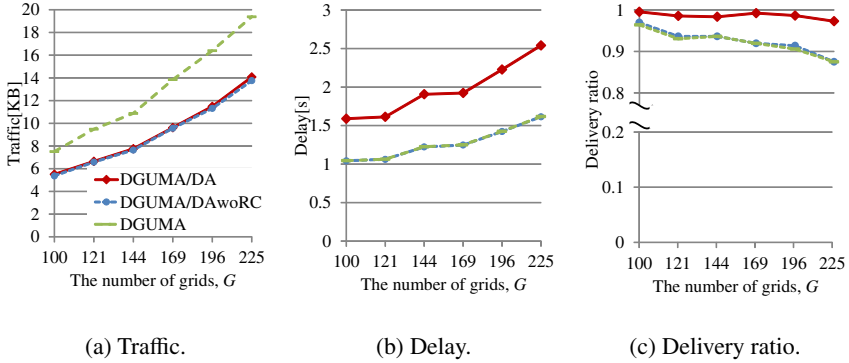 Traffic[KB]
20
18
16
14
12
10
8
6
4
2
0
DGUMA/DA
DGUMA/DAwoRC
DGUMA
100 121 144 169 196 225
The number of grids, G
(a) Traffic.
Delay[s]
3
2.5
2
1.5
1
0.5
0
100 121 144 169 196 225
The number of grids, G
(b) Delay.
Delivery ratio
1
0.9
0.8
0.2
0.1
0
100 121 144 169 196 225
The number of grids, G
(c) Delivery ratio.